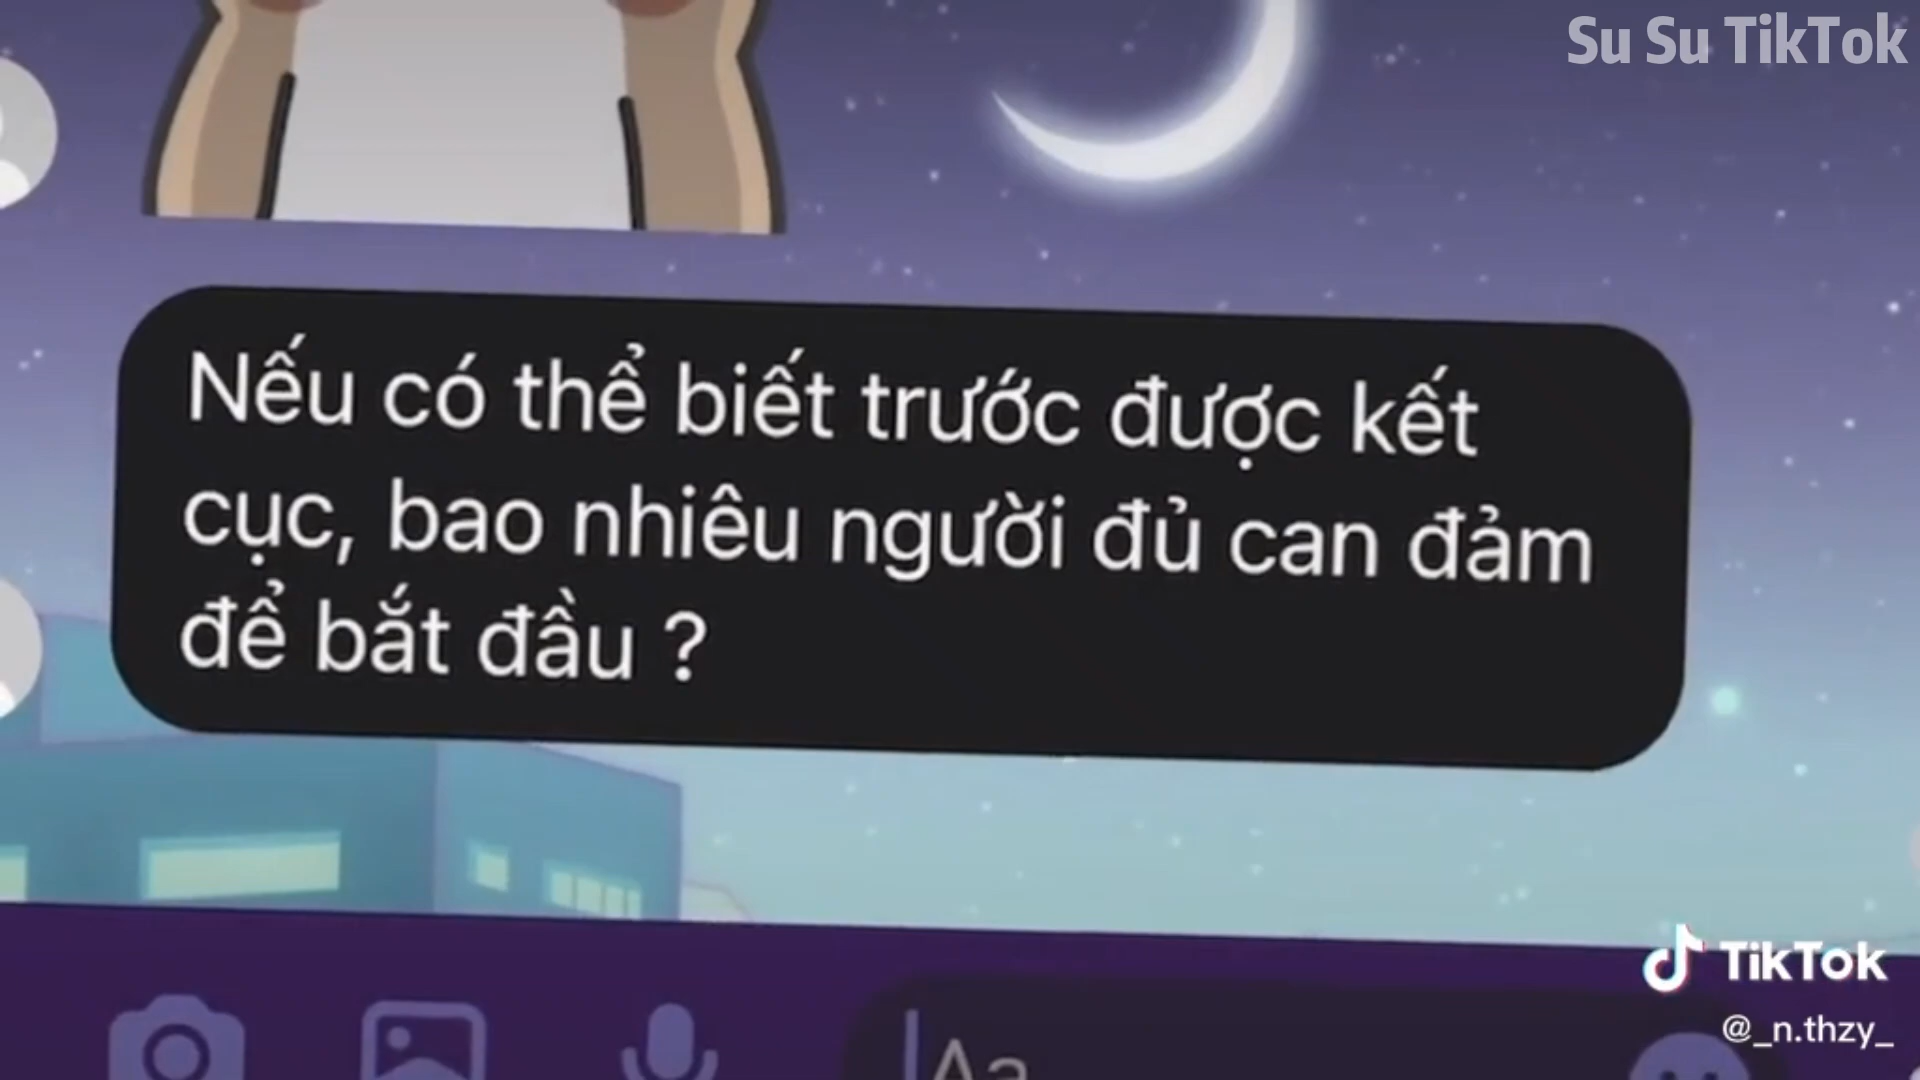 Su Su TikTok
Nếu có thể biết trước được kết
cục, bao nhiêu người đủ can đảm
để bắt đầu ?
TikTok
@_n.thzy_
Aa